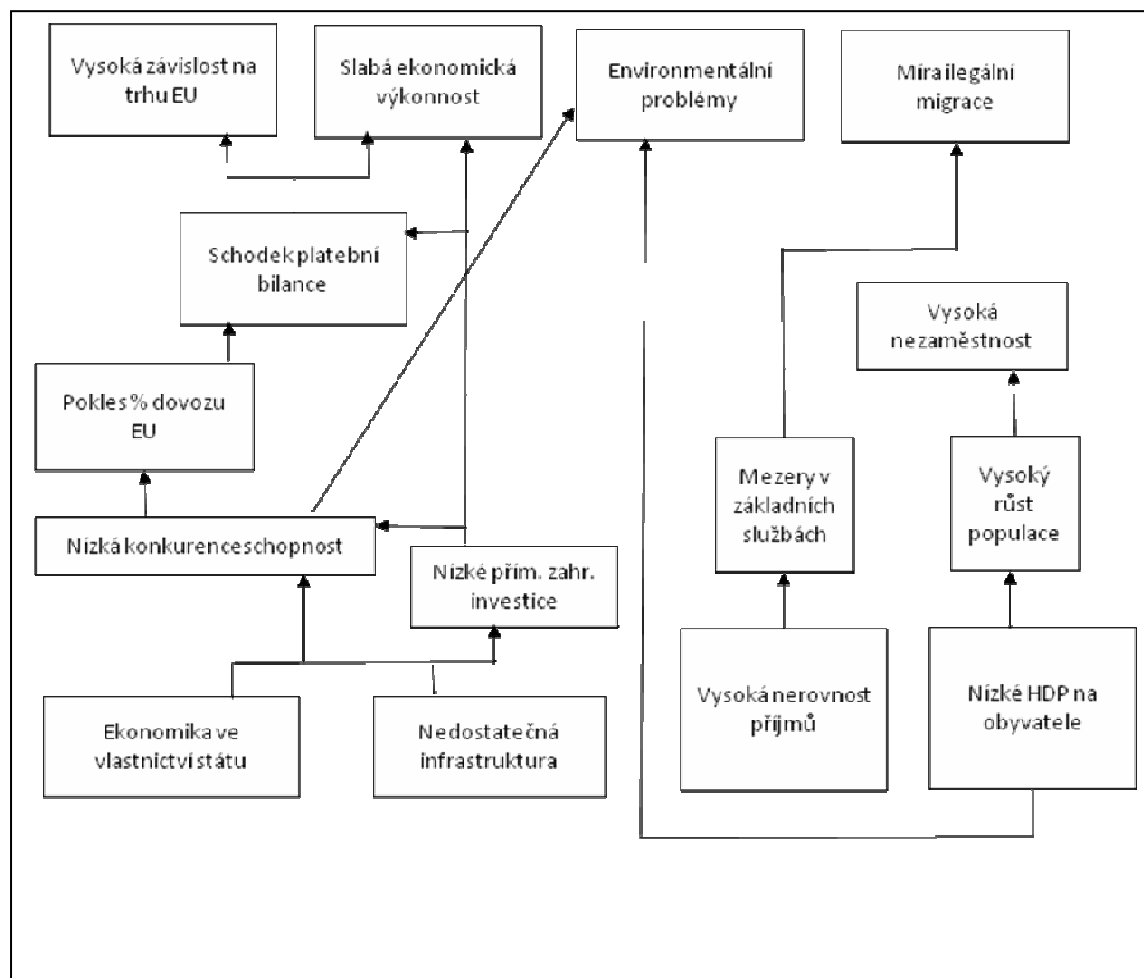 Vysoká závislost na
trhu EU
Slabá ekonomická
výkonnost
Environmentální
problémy
Míra ilegální
migrace
Schodek platební
bilance
Vysoká
nezaměstnost
Pokles % dovozu
EU
Mezery v
základních
službách
Vysoký
růst
populace
Nízká konkurenceschopnost
Nízké přím. zahr.
investice
Ekonomika ve
vlastnictví státu
Nedostatečná
infrastruktura
Vysoká nerovnost
příjmů
Nízké HDP na
obyvatele